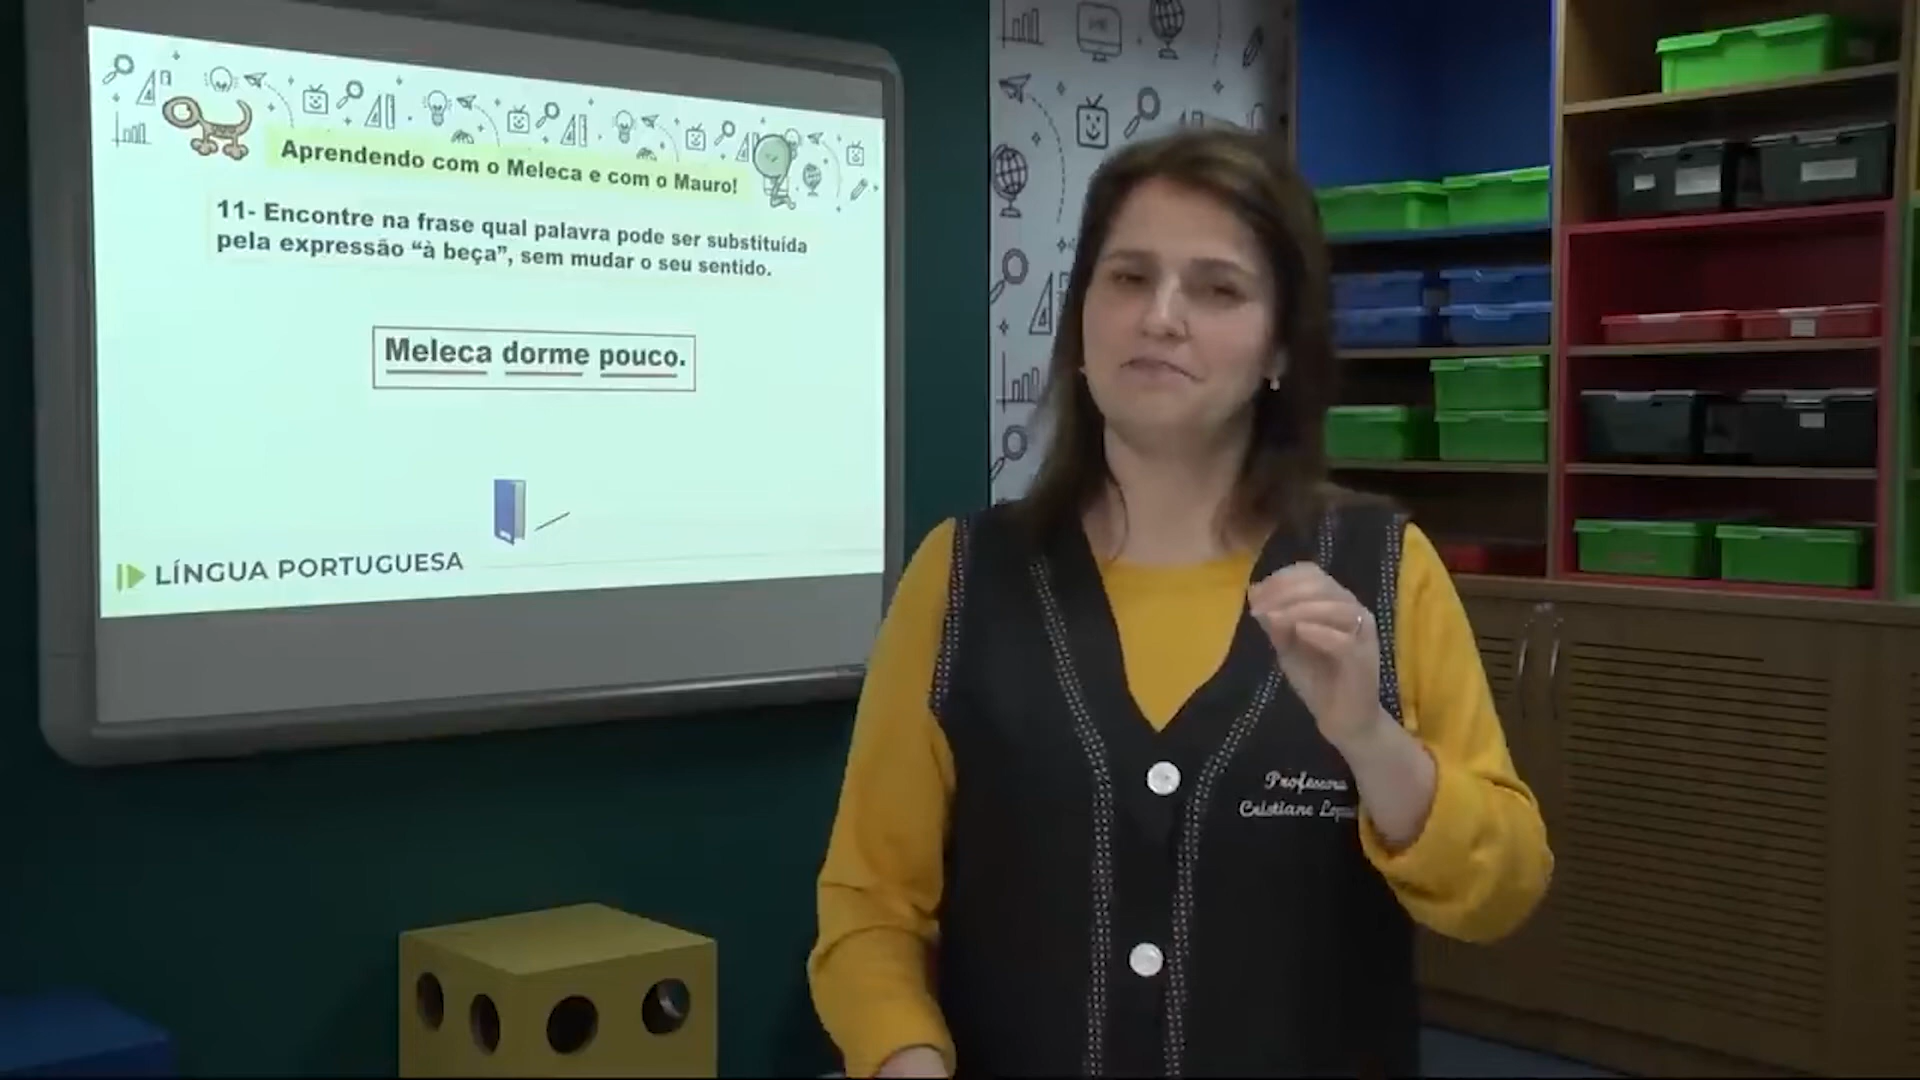 Aprendendo com o Meleca e com o Mauro!
11- Encontre na frase qual palavra pode ser substituída
pela expressão “à beça”, sem mudar o seu sentido.
Meleca dorme pouco.
LÍNGUA PORTUGUESA
Professora
Cristiane